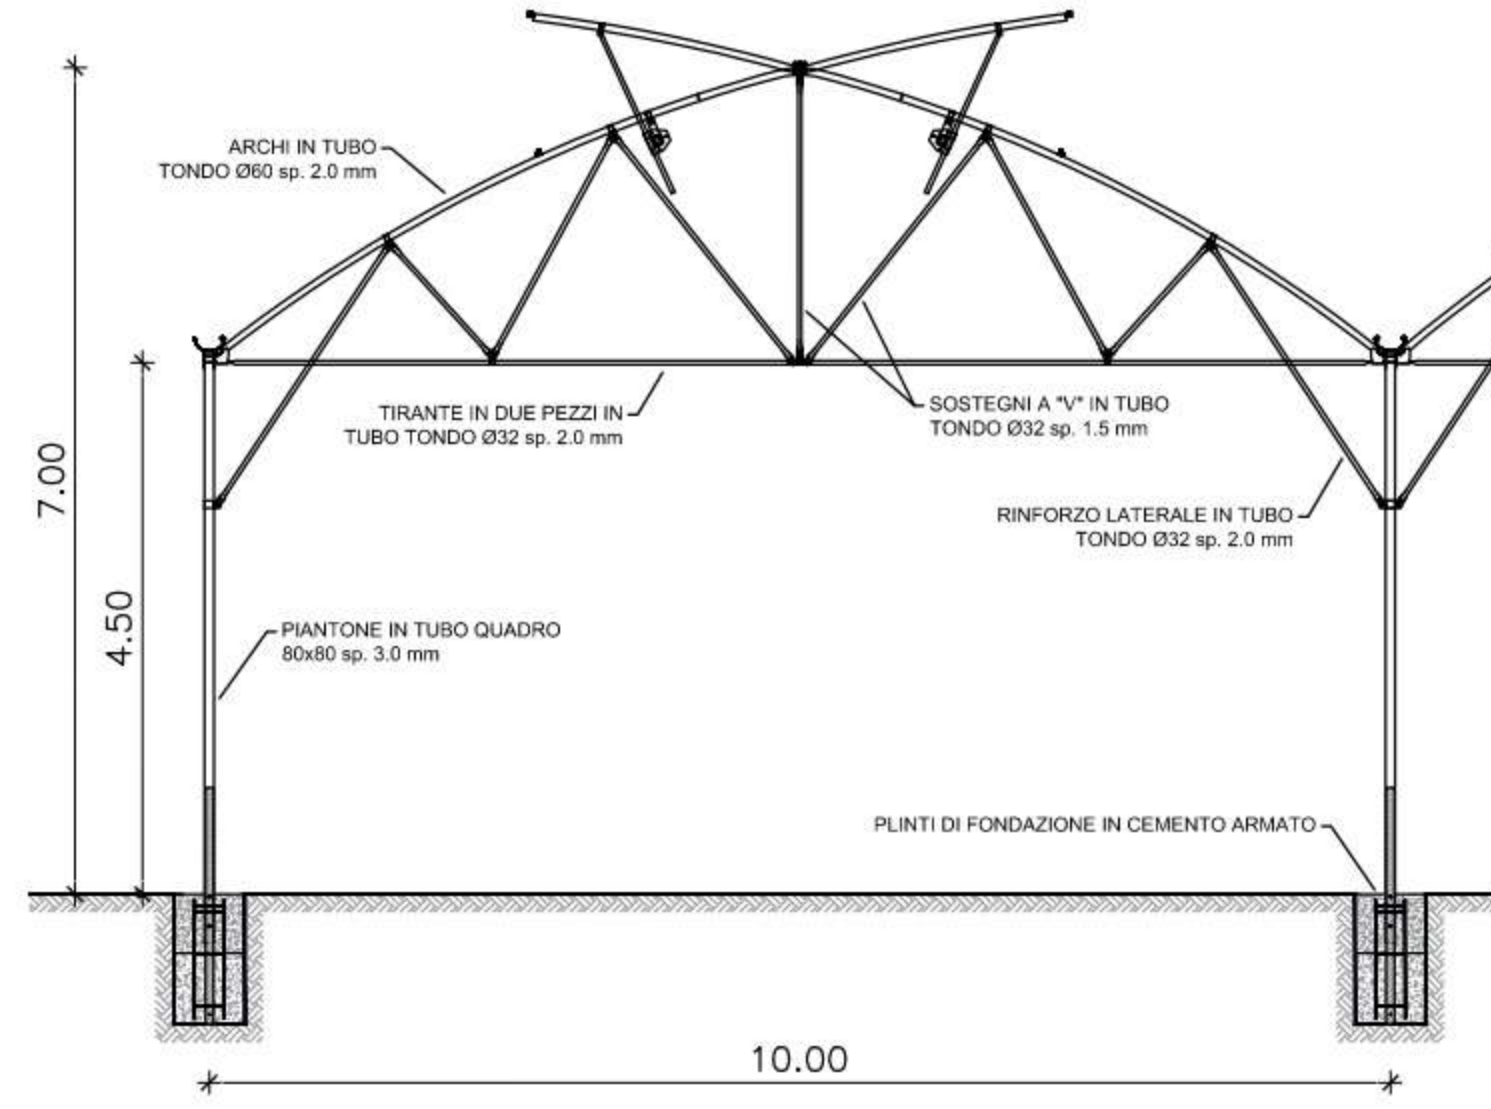 ARCHI IN TUBO
TONDO Ø60 sp. 2.0 mm
TIRANTE IN DUE PEZZI IN
TUBO TONDO Ø32 sp. 2.0 mm
SOSTEGNI A "V" IN TUBO
TONDO Ø32 sp. 1.5 mm
7.00
RINFORZO LATERALE IN TUBO
TONDO Ø32 sp. 2.0 mm
4.50
PIANTONE IN TUBO QUADRO
80x80 sp. 3.0 mm
PLINTI DI FONDAZIONE IN CEMENTO ARMATO
10.00